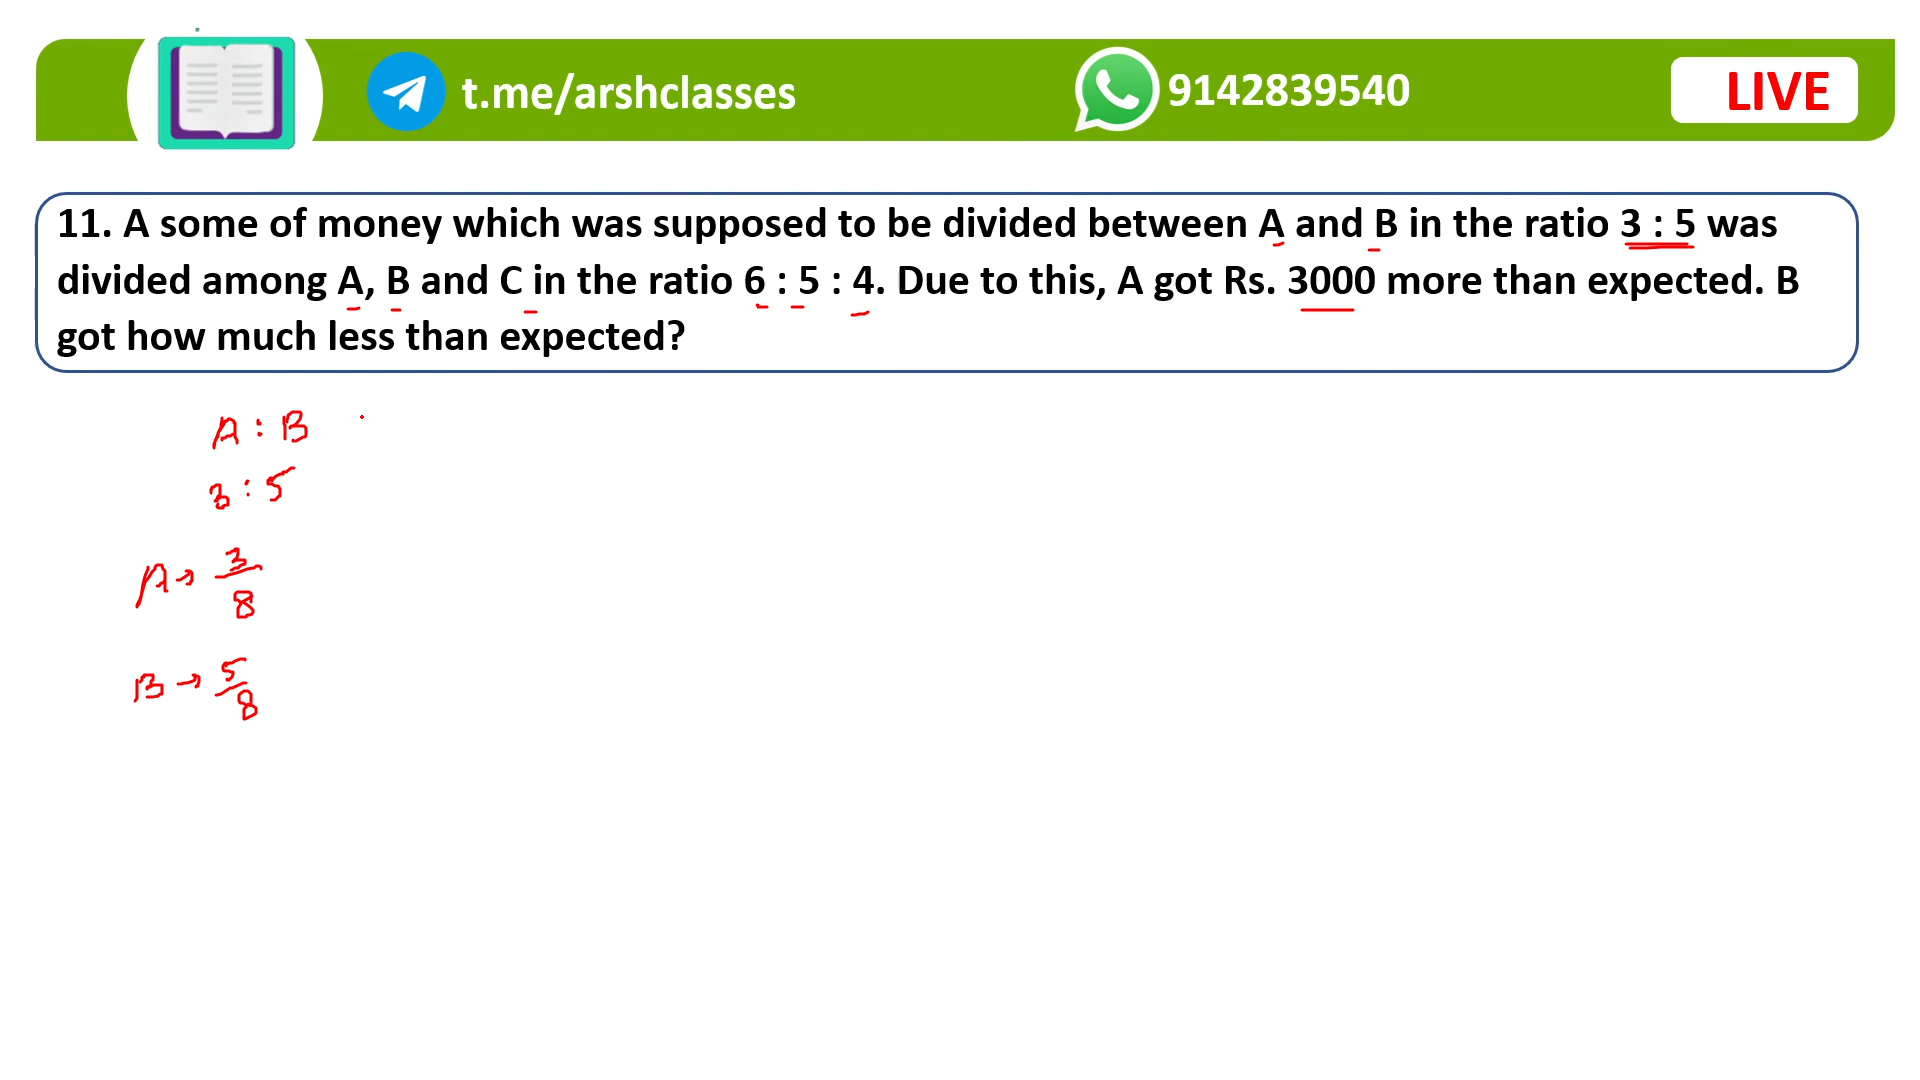 t.me/arshclasses 9142839540 LIVE
11. A some of money which was supposed to be divided between A and B in the ratio 3 : 5 was
divided among A, B and C in the ratio 6 : 5 : 4. Due to this, A got Rs. 3000 more than expected. B
got how much less than expected?
A : B
3 : 5
A → 3/8
B → 5/8